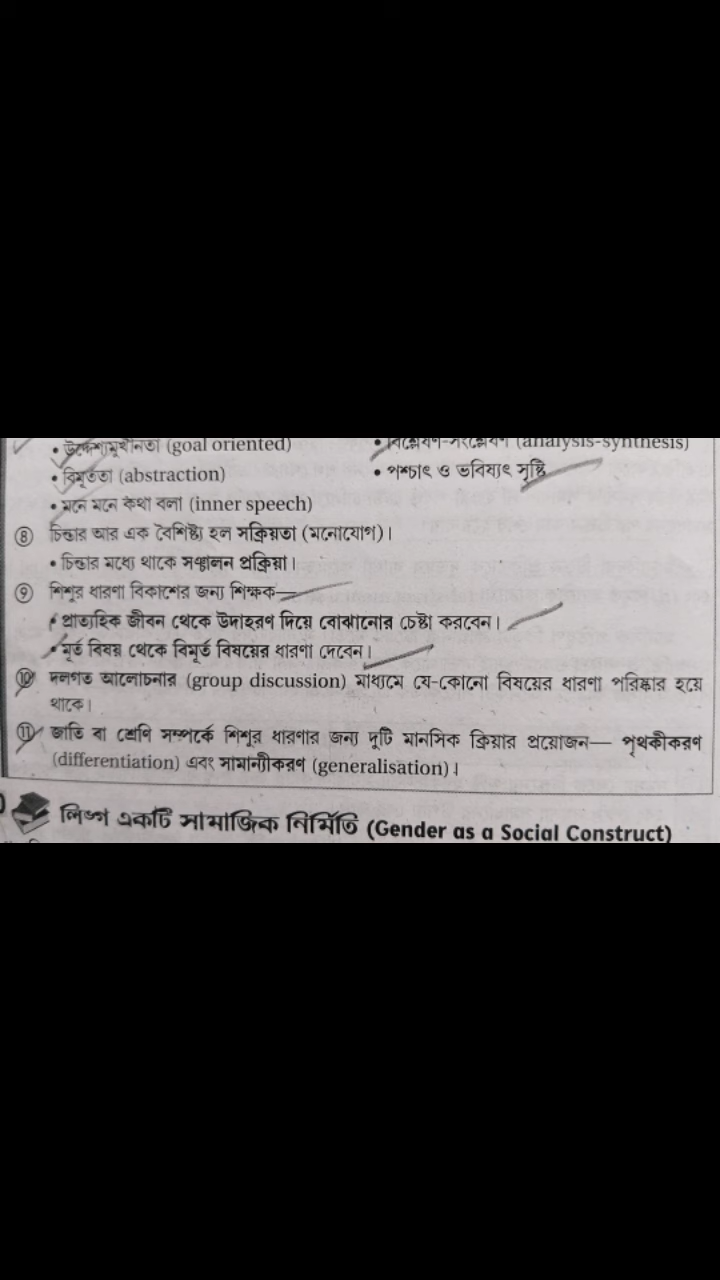 • উদ্দেশ্যমুখীনতা (goal oriented)
• বিশ্লেষণ-সংশ্লেষণ (analysis-synthesis)
• বিমূর্ততা (abstraction)
• পশ্চাৎ ও ভবিষ্যৎ সৃষ্টি
• মনে মনে কথা বলা (inner speech)
⑧ চিন্তার আর এক বৈশিষ্ট্য হল সক্রিয়তা (মনোযোগ)।
• চিন্তার মধ্যে থাকে সঞ্চালন প্রক্রিয়া।
⑨ শিশুর ধারণা বিকাশের জন্য শিক্ষক—
• প্রাত্যহিক জীবন থেকে উদাহরণ দিয়ে বোঝানোর চেষ্টা করবেন।
• মূর্ত বিষয় থেকে বিমূর্ত বিষয়ের ধারণা দেবেন।
⑩ দলগত আলোচনার (group discussion) মাধ্যমে যে-কোনো বিষয়ের ধারণা পরিষ্কার হয়ে
থাকে।
⑪ জাতি বা শ্রেণি সম্পর্কে শিশুর ধারণার জন্য দুটি মানসিক ক্রিয়ার প্রয়োজন— পৃথকীকরণ
(differentiation) এবং সামান্যীকরণ (generalisation)।
লিঙ্গ একটি সামাজিক নির্মিতি (Gender as a Social Construct)